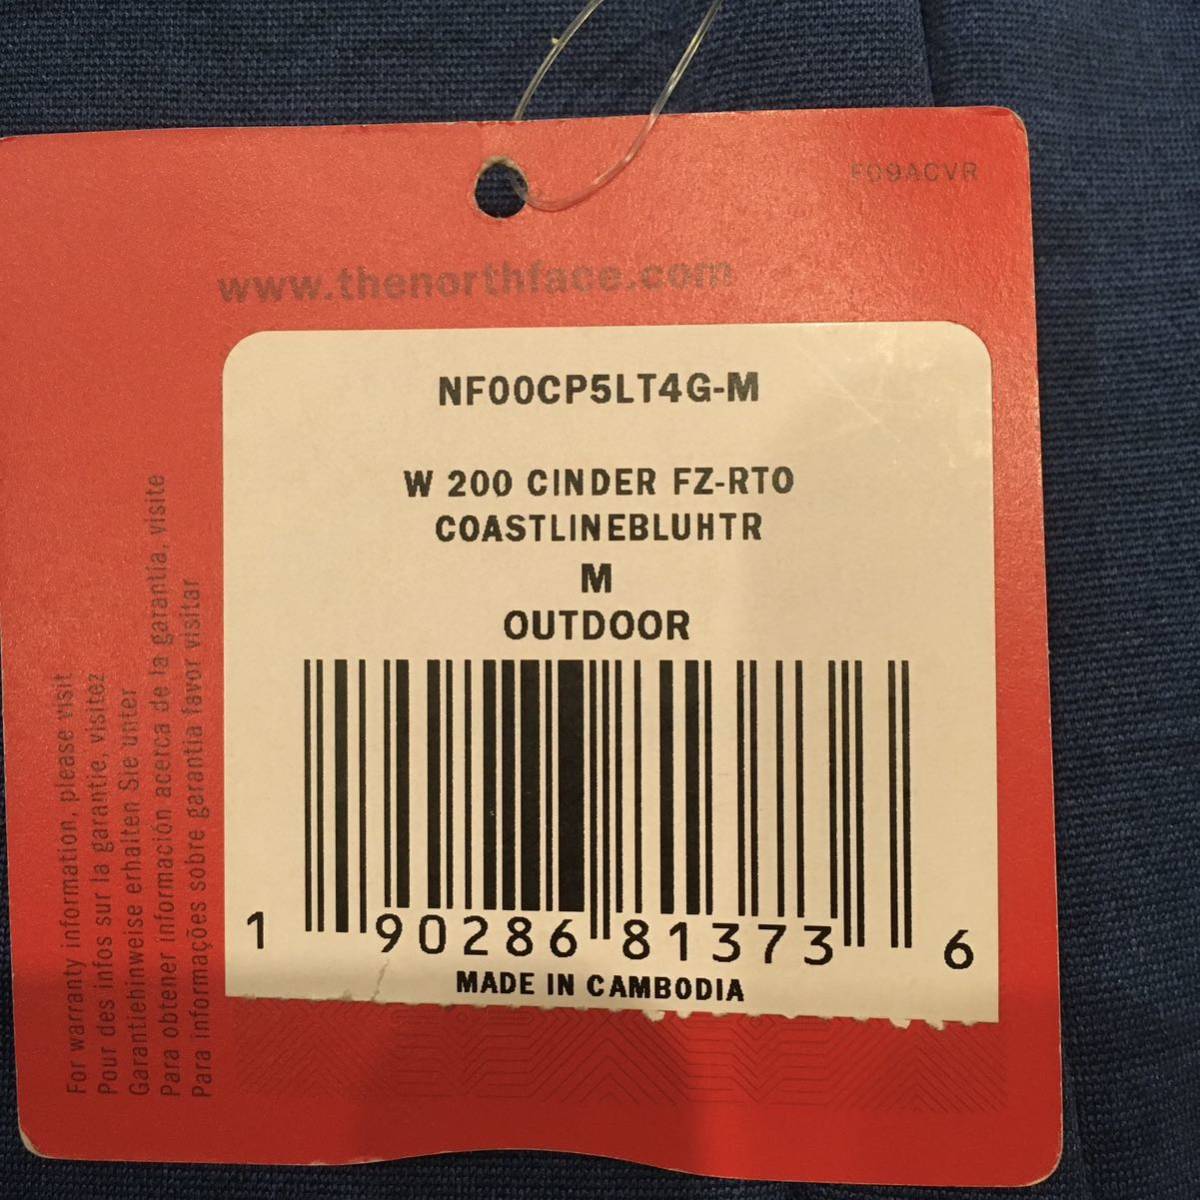 F09ACVR
www.thenorthface.com
NF00CP5LT4G-M
W 200 CINDER FZ-RTO
COASTLINEBLUHTR
M
OUTDOOR
1 90286 81373 6
MADE IN CAMBODIA
For warranty information, please visit
Pour des infos sur la garantie, visitez
Garantiehinweise erhalten Sie unter
Para obtener información acerca de la garantía, visite
Para informações sobre garantia favor visitar